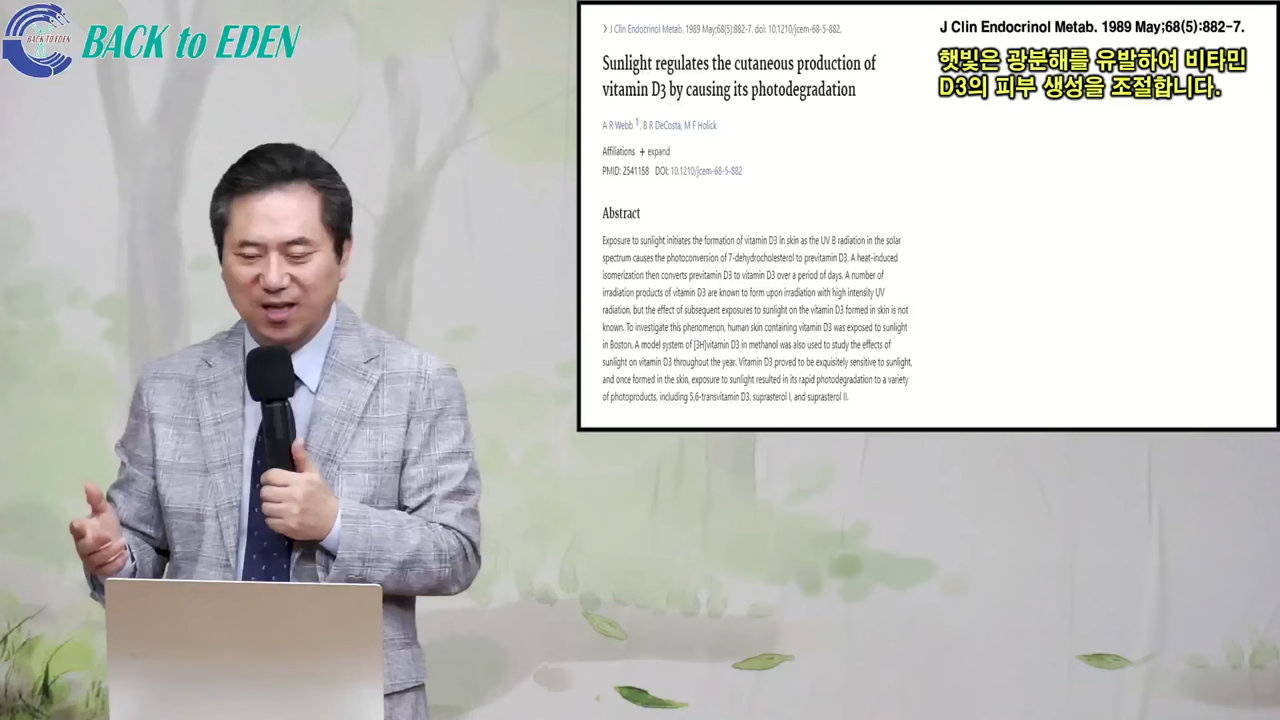 BACK TO EDEN
BACK to EDEN
J Clin Endocrinol Metab. 1989 May;68(5):882-7. doi: 10.1210/jcem-68-5-882.
Sunlight regulates the cutaneous production of
vitamin D3 by causing its photodegradation
A R Webb 1, B R DeCosta, M F Holick
Affiliations + expand
PMID: 2541158 DOI: 10.1210/jcem-68-5-882
Abstract
Exposure to sunlight initiates the formation of vitamin D3 in skin as the UV B radiation in the solar
spectrum causes the photoconversion of 7-dehydrocholesterol to previtamin D3. A heat-induced
isomerization then converts previtamin D3 to vitamin D3 over a period of days. A number of
irradiation products of vitamin D3 are known to form upon irradiation with high intensity UV
radiation, but the effect of subsequent exposures to sunlight on the vitamin D3 formed in skin is not
known. To investigate this phenomenon, human skin containing vitamin D3 was exposed to sunlight
in Boston. A model system of [3H]vitamin D3 in methanol was also used to study the effects of
sunlight on vitamin D3 throughout the year. Vitamin D3 proved to be exquisitely sensitive to sunlight,
and once formed in the skin, exposure to sunlight resulted in its rapid photodegradation to a variety
of photoproducts, including 5,6-transvitamin D3, suprasterol I, and suprasterol II.
J Clin Endocrinol Metab. 1989 May;68(5):882-7.
햇빛은 광분해를 유발하여 비타민
D3의 피부 생성을 조절합니다.